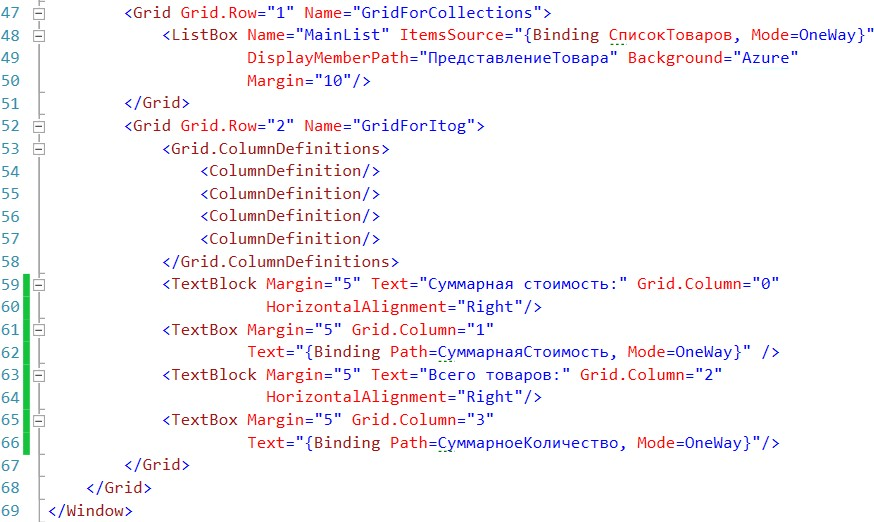 47 <Grid Grid.Row="1" Name="GridForCollections">
48 <ListBox Name="MainList" ItemsSource="{Binding СписокТоваров, Mode=OneWay}"
49 DisplayMemberPath="ПредставлениеТовара" Background="Azure"
50 Margin="10"/>
51 </Grid>
52 <Grid Grid.Row="2" Name="GridForItog">
53 <Grid.ColumnDefinitions>
54 <ColumnDefinition/>
55 <ColumnDefinition/>
56 <ColumnDefinition/>
57 <ColumnDefinition/>
58 </Grid.ColumnDefinitions>
59 <TextBlock Margin="5" Text="Суммарная стоимость:" Grid.Column="0"
60 HorizontalAlignment="Right"/>
61 <TextBox Margin="5" Grid.Column="1"
62 Text="{Binding Path=СуммарнаяСтоимость, Mode=OneWay}" />
63 <TextBlock Margin="5" Text="Всего товаров:" Grid.Column="2"
64 HorizontalAlignment="Right"/>
65 <TextBox Margin="5" Grid.Column="3"
66 Text="{Binding Path=СуммарноеКоличество, Mode=OneWay}"/>
67 </Grid>
68 </Grid>
69 </Window>